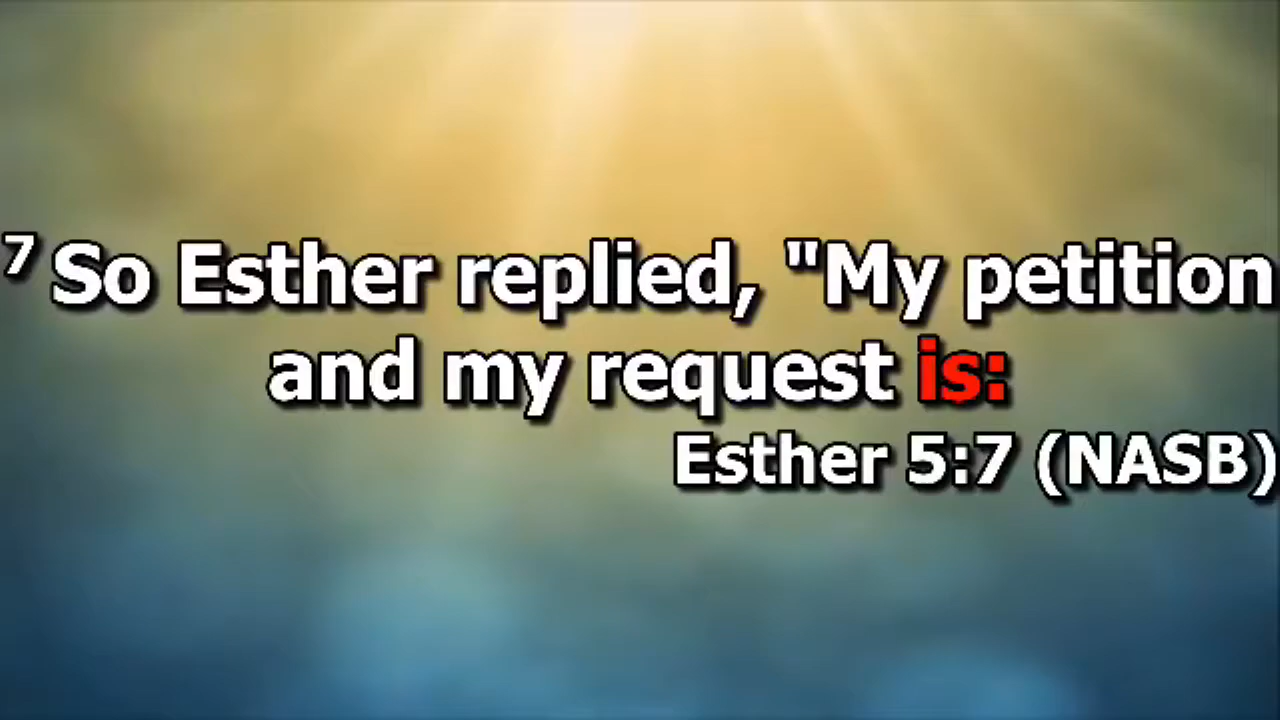 7 So Esther replied, "My petition
and my request is:
Esther 5:7 (NASB)